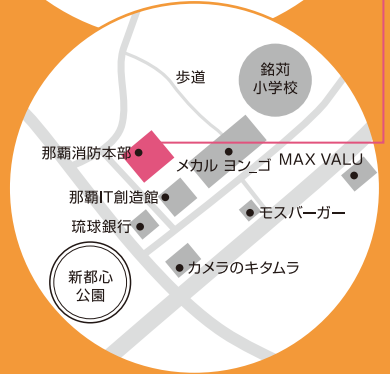 歩道
銘苅
小学校
那覇消防本部
メカル ヨン_ゴ
MAX VALU
那覇IT創造館
モスバーガー
琉球銀行
カメラのキタムラ
新都心
公園